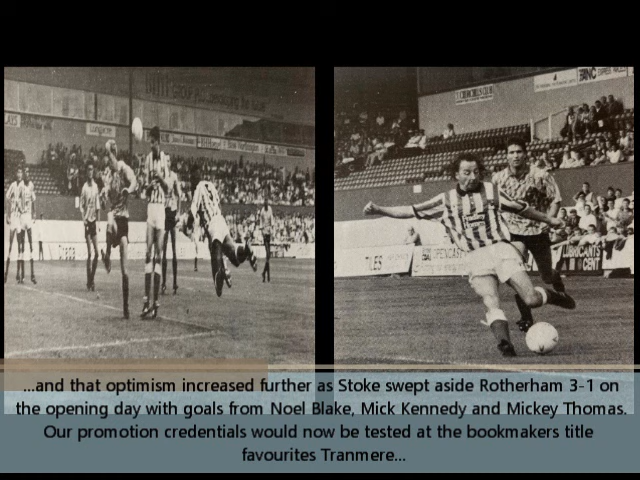 LUBRICANTS
CENT
...and that optimism increased further as Stoke swept aside Rotherham 3-1 on
the opening day with goals from Noel Blake, Mick Kennedy and Mickey Thomas.
Our promotion credentials would now be tested at the bookmakers title
favourites Tranmere...